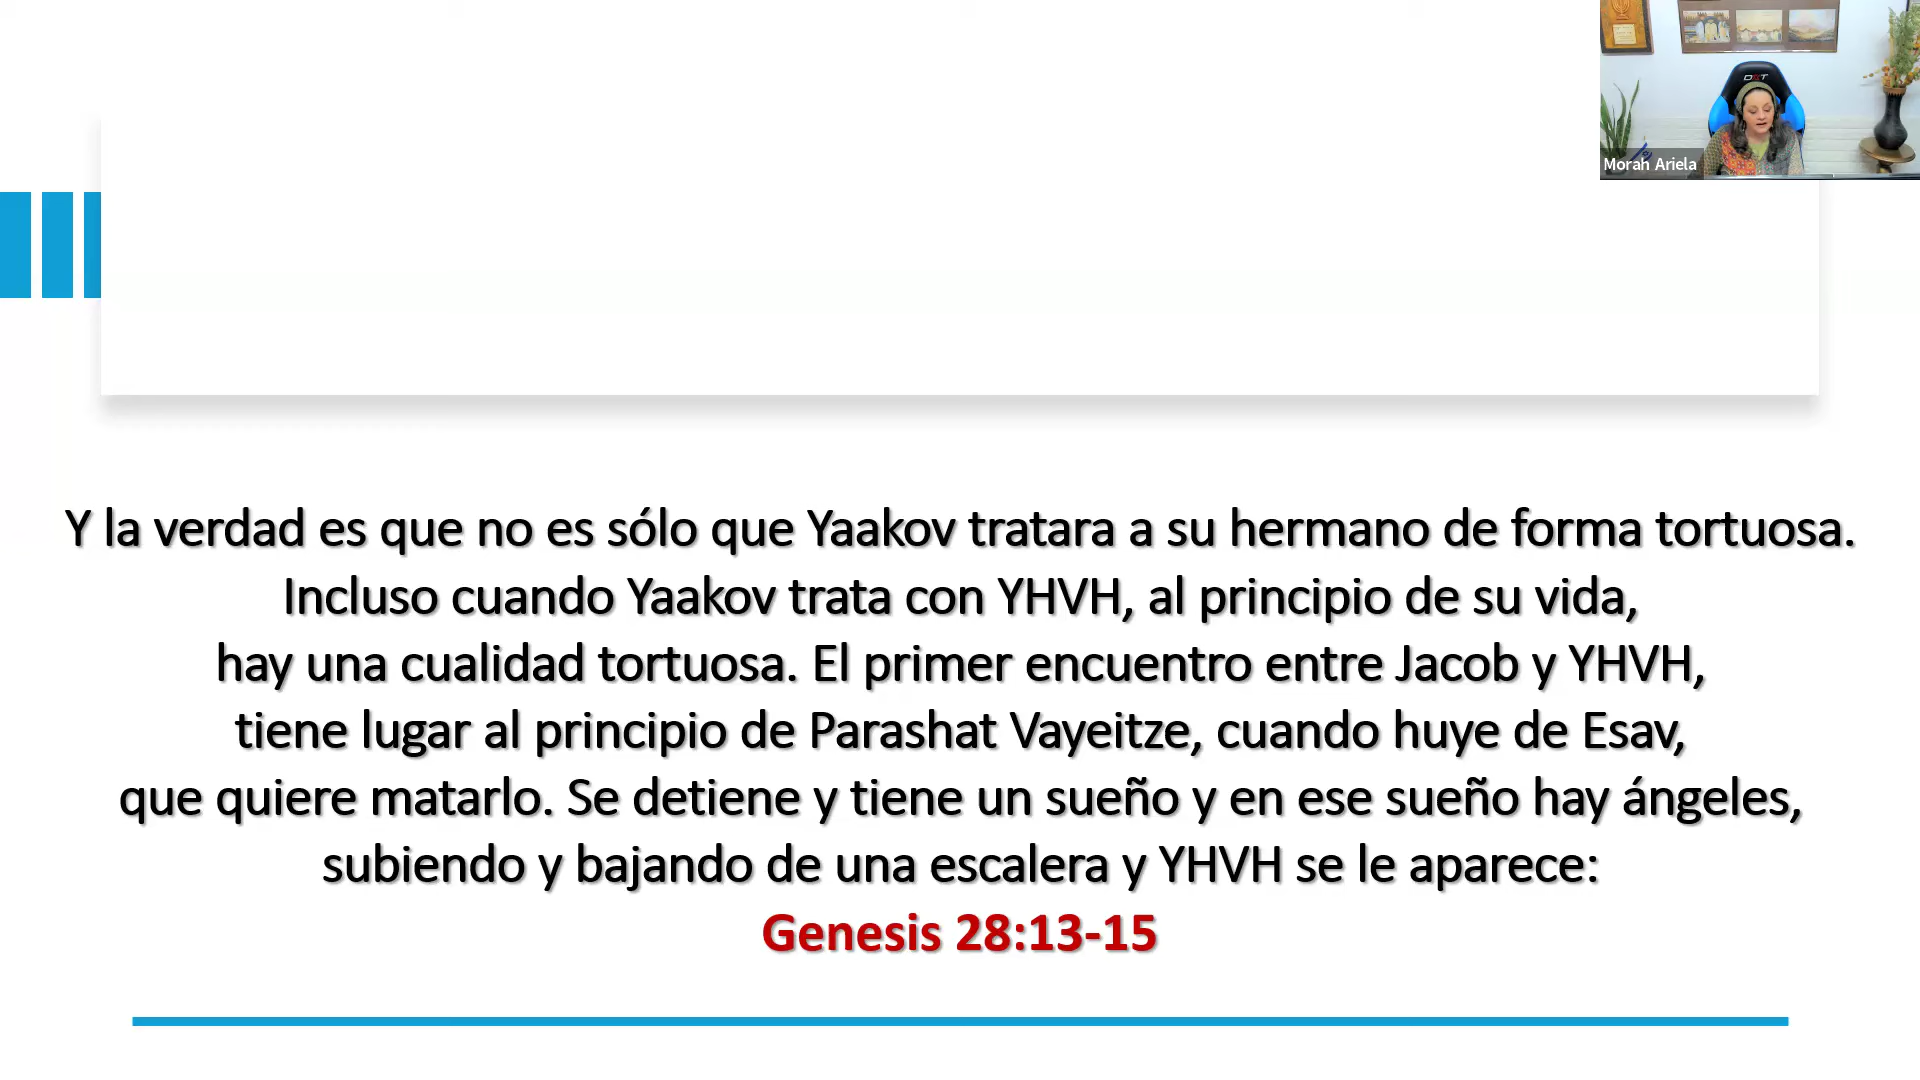 DXT
Morah Ariela
Y la verdad es que no es sólo que Yaakov tratara a su hermano de forma tortuosa.
Incluso cuando Yaakov trata con YHVH, al principio de su vida,
hay una cualidad tortuosa. El primer encuentro entre Jacob y YHVH,
tiene lugar al principio de Parashat Vayeitze, cuando huye de Esav,
que quiere matarlo. Se detiene y tiene un sueño y en ese sueño hay ángeles,
subiendo y bajando de una escalera y YHVH se le aparece:
Genesis 28:13-15